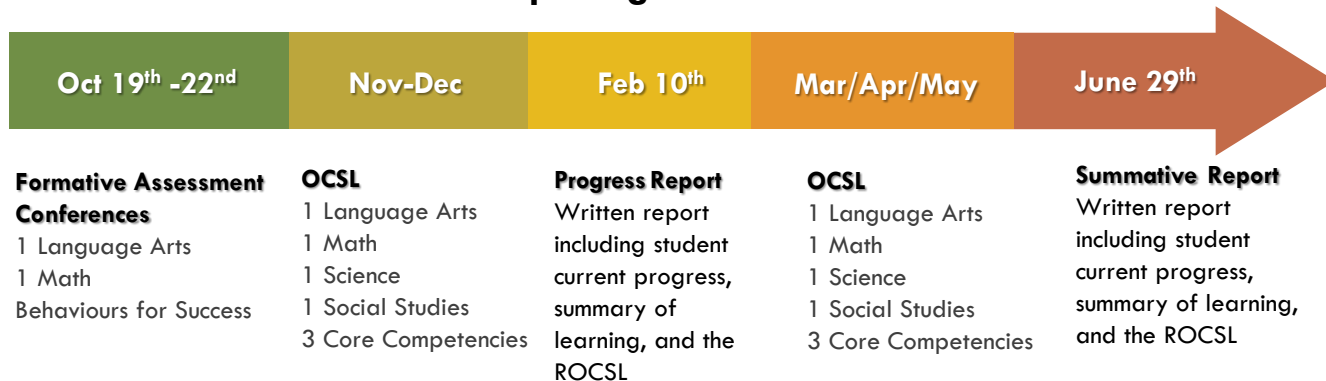 Oct 19th -22nd
Nov-Dec
Feb 10th
Mar/Apr/May
June 29th
Formative Assessment
Conferences
1 Language Arts
1 Math
Behaviours for Success
OCSL
1 Language Arts
1 Math
1 Science
1 Social Studies
3 Core Competencies
Progress Report
Written report
including student
current progress,
summary of
learning, and the
ROCSL
OCSL
1 Language Arts
1 Math
1 Science
1 Social Studies
3 Core Competencies
Summative Report
Written report
including student
current progress,
summary of learning,
and the ROCSL